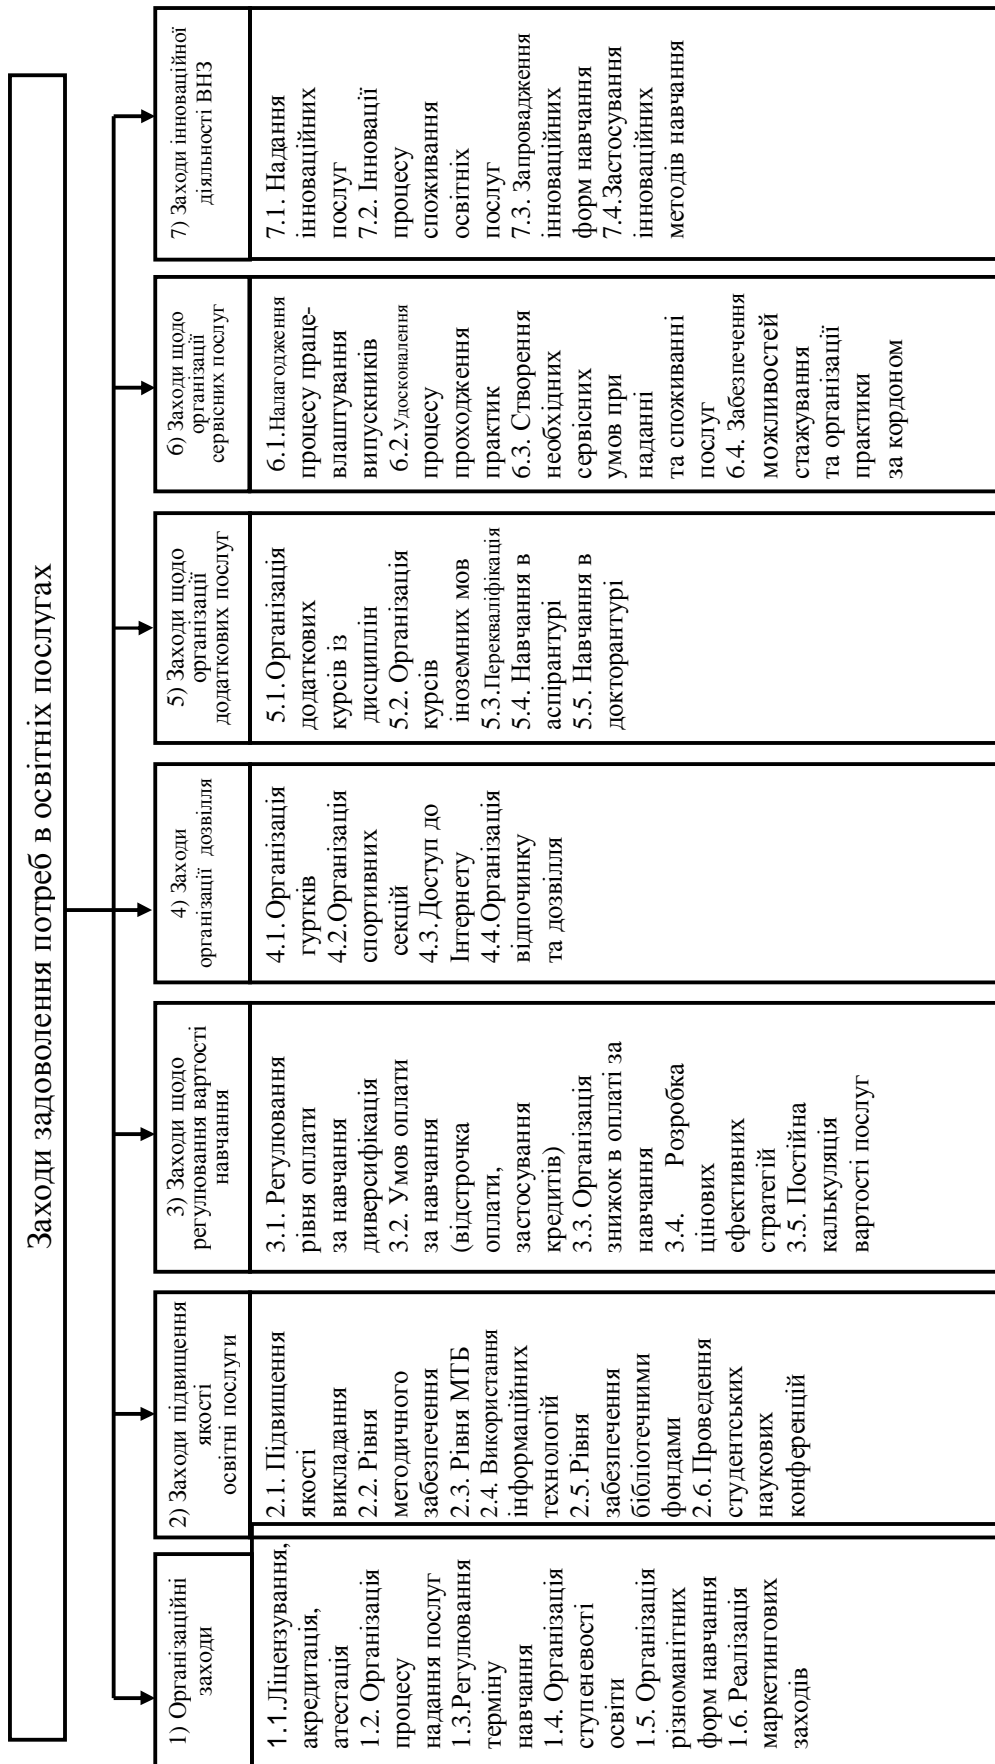 Заходи задоволення потреб в освітніх послугах
1) Організаційні
заходи
1.1.Ліцензування,
акредитація,
атестація
1.2. Організація
процесу
надання послуг
1.3.Регулювання
терміну
навчання
1.4. Організація
ступеневості
освіти
1.5. Організація
різноманітних
форм навчання
1.6. Реалізація
маркетингових
заходів
2) Заходи підвищення
якості
освітні послуги
2.1. Підвищення
якості
викладання
2.2. Рівня
методичного
забезпечення
2.3. Рівня МТБ
2.4. Використання
інформаційних
технологій
2.5. Рівня
забезпечення
бібліотечними
фондами
2.6. Проведення
студентських
наукових
конференцій
3) Заходи щодо
регулювання вартості
навчання
3.1. Регулювання
рівня оплати
за навчання
диверсифікація
3.2. Умов оплати
за навчання
(відстрочка
оплати,
застосування
кредитів)
3.3. Організація
знижок в оплаті за
навчання
3.4. Розробка
цінових
ефективних
стратегій
3.5. Постійна
калькуляція
вартості послуг
4) Заходи
організації дозвілля
4.1. Організація
гуртків
4.2.Організація
спортивних
секцій
4.3. Доступ до
Інтернету
4.4.Організація
відпочинку
та дозвілля
5) Заходи щодо
організації
додаткових послуг
5.1. Організація
додаткових
курсів із
дисциплін
5.2. Організація
курсів
іноземних мов
5.3.Перекваліфікація
5.4. Навчання в
аспірантурі
5.5. Навчання в
докторантурі
6) Заходи щодо
організації
сервісних послуг
6.1.Налагодження
процесу праце-
влаштування
випускників
6.2.Удосконалення
процесу
проходження
практик
6.3. Створення
необхідних
сервісних
умов при
наданні
та споживанні
послуг
6.4. Забезпечення
можливостей
стажування
та організації
практики
за кордоном
7) Заходи інноваційної
діяльності ВНЗ
7.1. Надання
інноваційних
послуг
7.2. Інновації
процесу
споживання
освітніх
послуг
7.3. Запровадження
інноваційних
форм навчання
7.4.Застосування
інноваційних
методів навчання